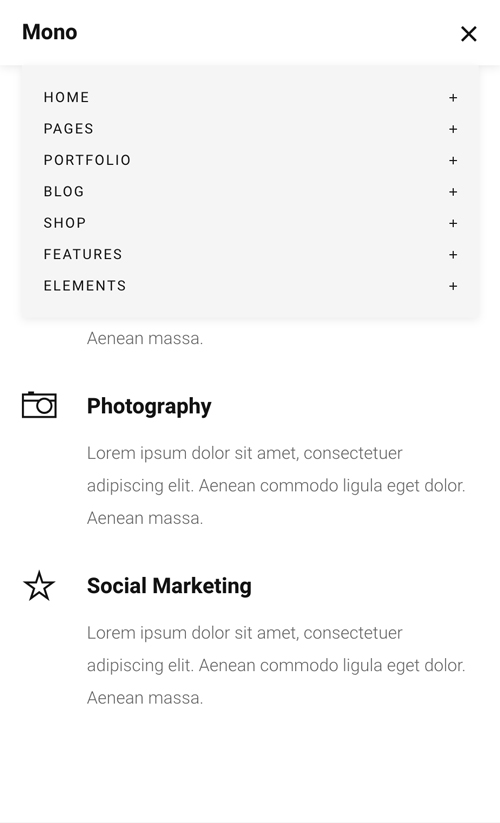 Mono
HOME +
PAGES +
PORTFOLIO +
BLOG +
SHOP +
FEATURES +
ELEMENTS +
Aenean massa.
Photography
Lorem ipsum dolor sit amet, consectetuer
adipiscing elit. Aenean commodo ligula eget dolor.
Aenean massa.
Social Marketing
Lorem ipsum dolor sit amet, consectetuer
adipiscing elit. Aenean commodo ligula eget dolor.
Aenean massa.